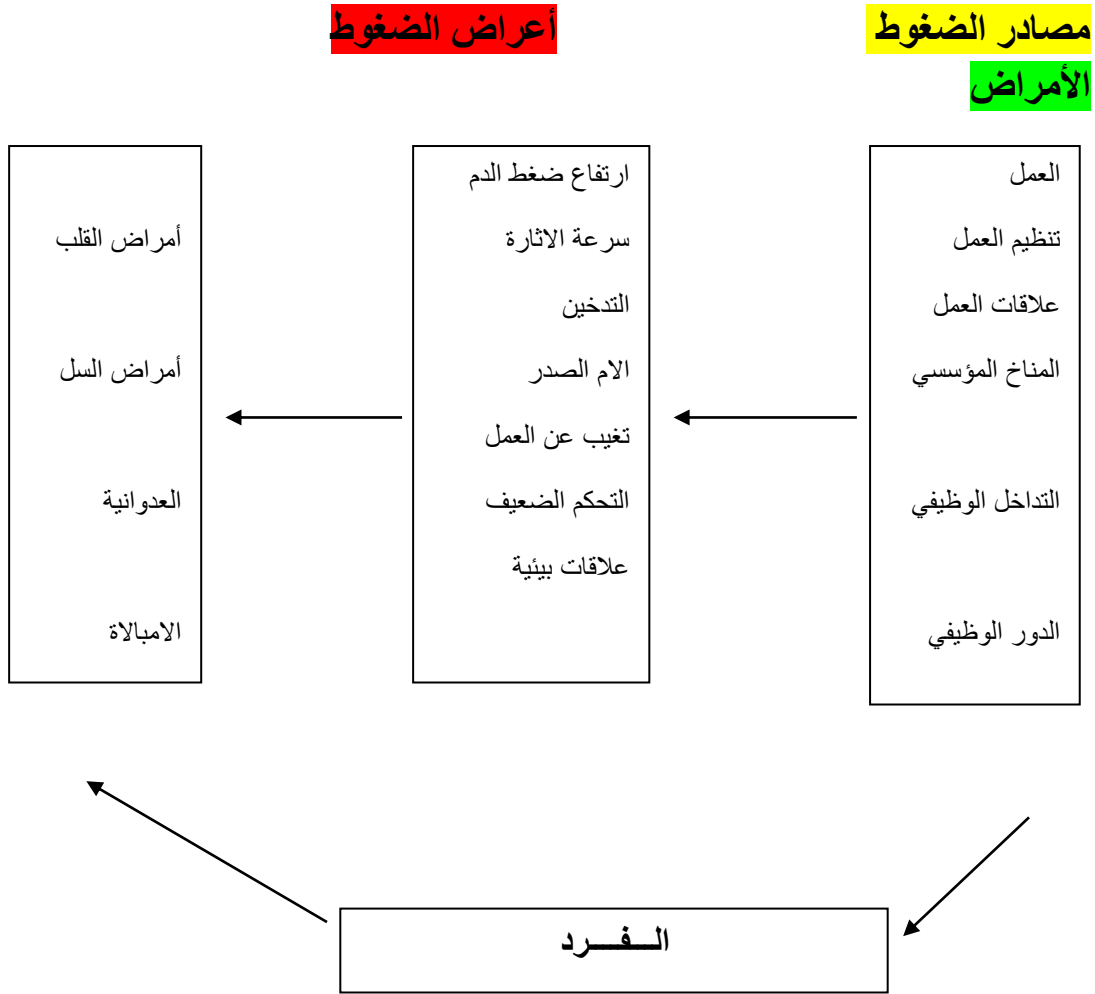 مصادر الضغوط
أعراض الضغوط
الأمراض
العمل
تنظيم العمل
علاقات العمل
المناخ المؤسسي
التداخل الوظيفي
الدور الوظيفي
ارتفاع ضغط الدم
سرعة الاثارة
التدخين
الام الصدر
تغيب عن العمل
التحكم الضعيف
علاقات بيئية
أمراض القلب
أمراض السل
العدوانية
الامبالاة
الــفـــرد